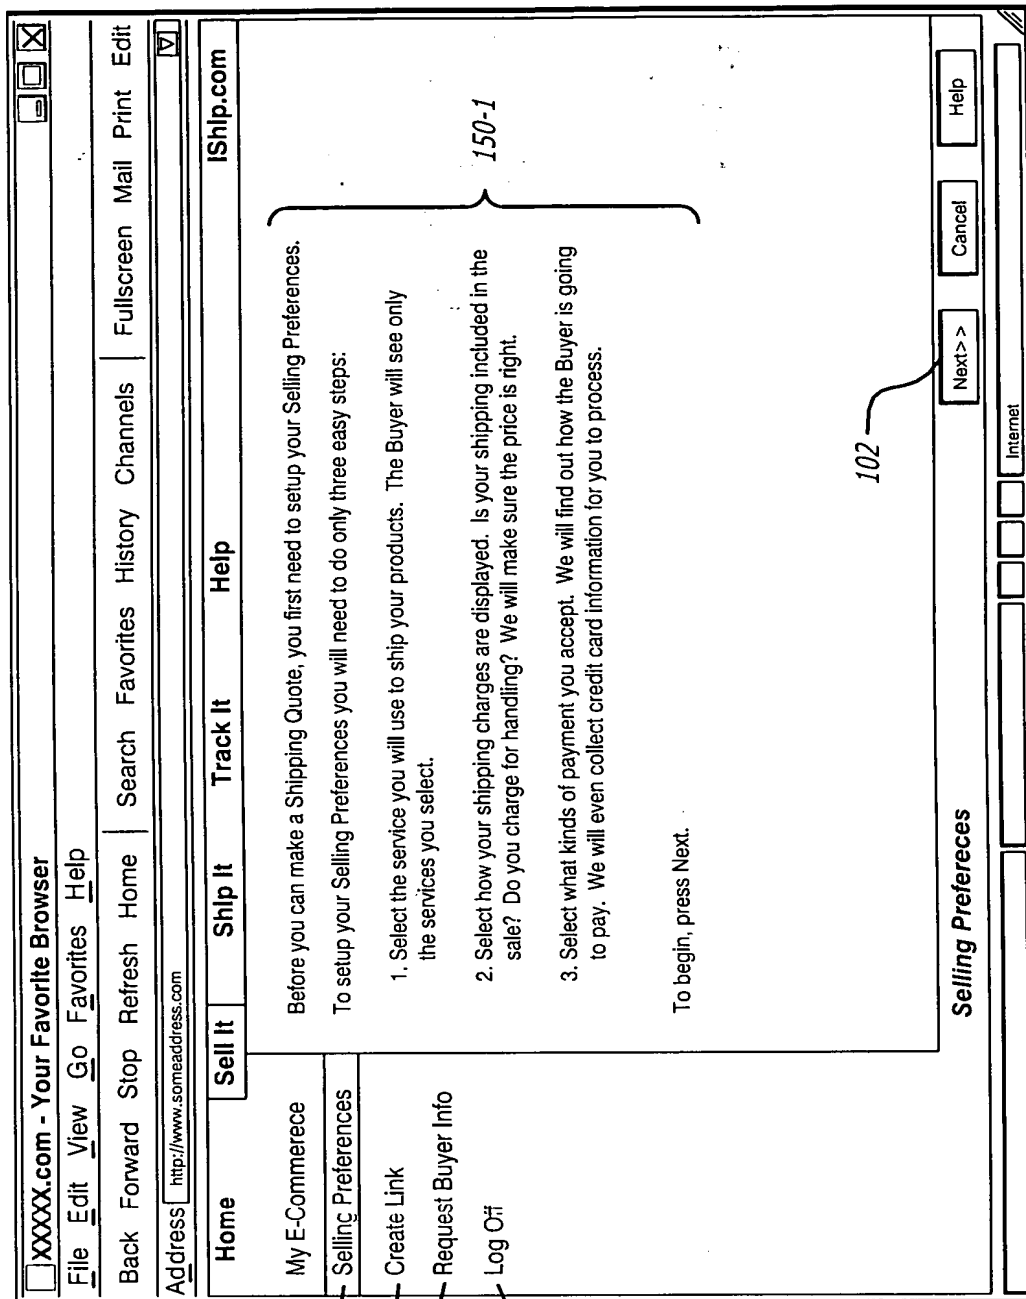 XXXXX.com - Your Favorite Browser
File Edit View Go Favorites Help
Back Forward Stop Refresh Home Search Favorites History Channels Fullscreen Mail Print Edit
Address http://www.someaddress.com
Home Sell It Ship It Track It Help IShip.com
My E-Commerece
Selling Preferences
Create Link
Request Buyer Info
Log Off
Before you can make a Shipping Quote, you first need to setup your Selling Preferences.
To setup your Selling Preferences you will need to do only three easy steps:
1. Select the service you will use to ship your products. The Buyer will see only
the services you select.
2. Select how your shipping charges are displayed. Is your shipping included in the
sale? Do you charge for handling? We will make sure the price is right.
3. Select what kinds of payment you accept. We will find out how the Buyer is going
to pay. We will even collect credit card information for you to process.
150-1
To begin, press Next.
102
Next>> Cancel Help
Selling Prefereces
Internet